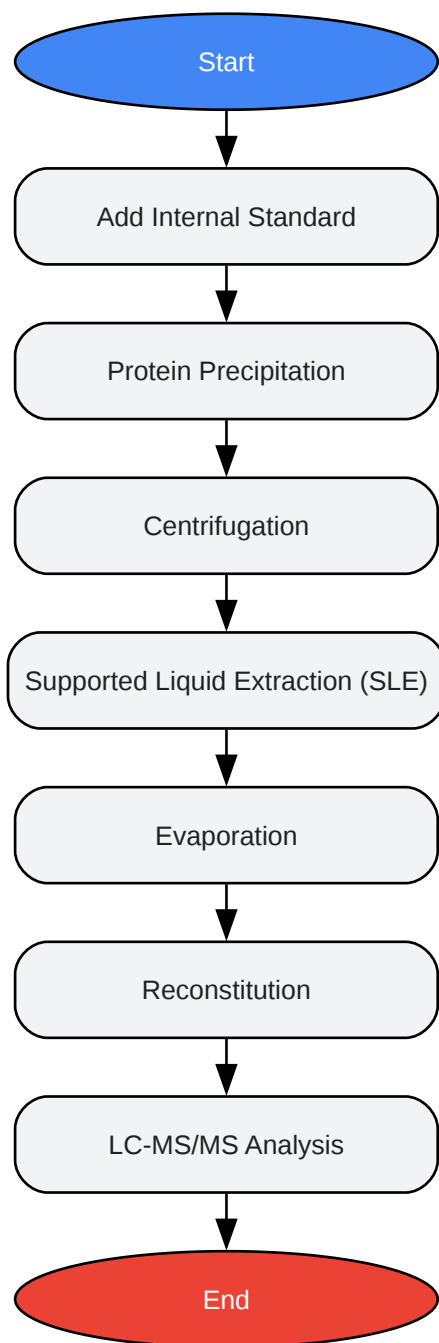 Start
Add Internal Standard
Protein Precipitation
Centrifugation
Supported Liquid Extraction (SLE)
Evaporation
Reconstitution
LC-MS/MS Analysis
End